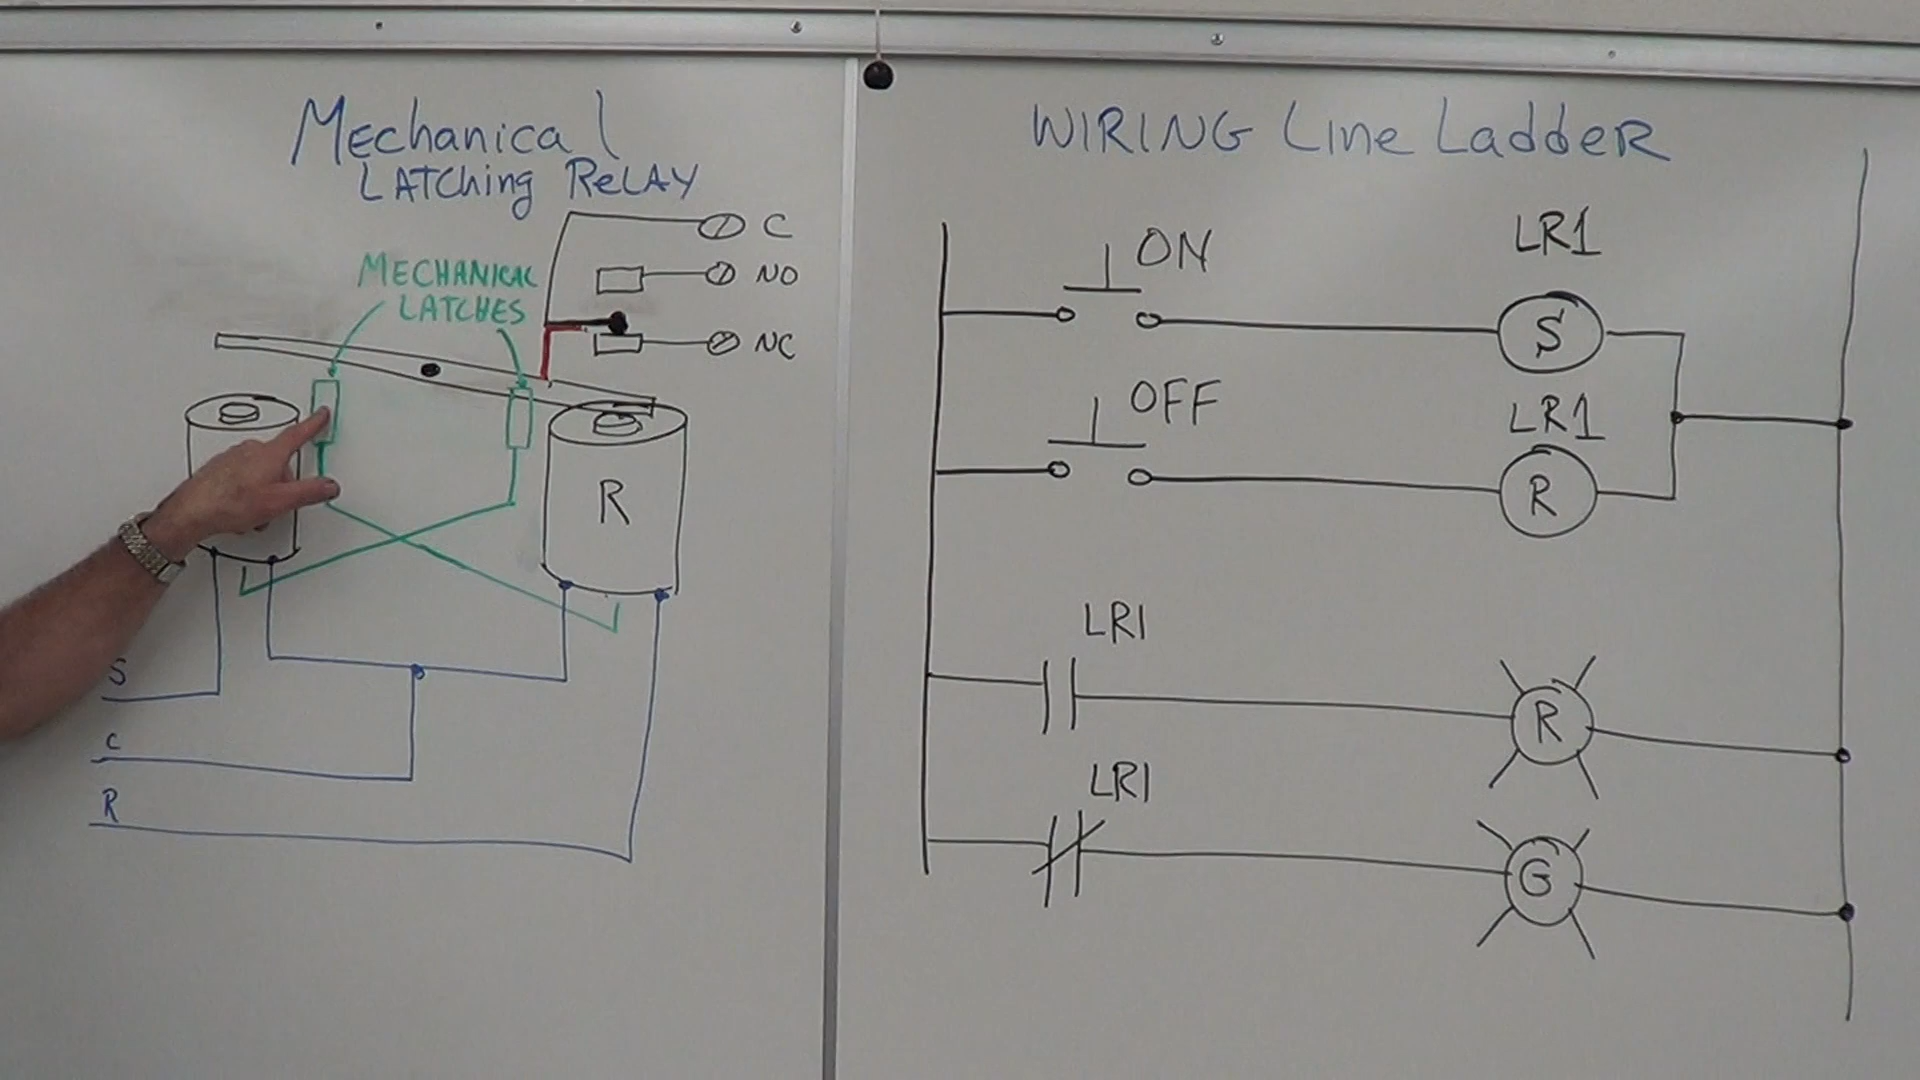 Mechanical
LATChing ReLAY
C
MECHANICAL
LATCHES
NO
NC
R
S
C
R
WIRING Line LaddeR
ON
LR1
S
OFF
LR1
R
LR1
R
LR1
G